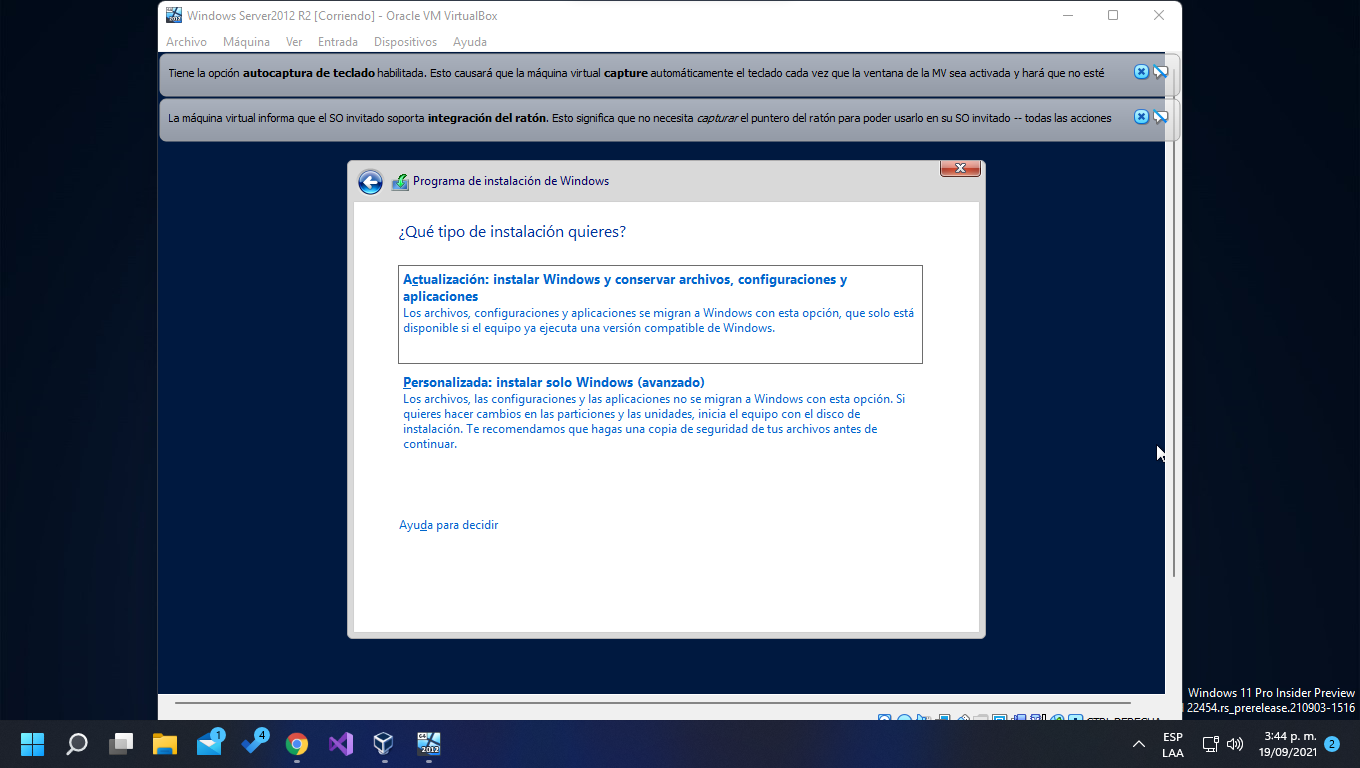 Windows Server2012 R2 [Corriendo] - Oracle VM VirtualBox
Archivo Máquina Ver Entrada Dispositivos Ayuda
Tiene la opción autocaptura de teclado habilitada. Esto causará que la máquina virtual capture automáticamente el teclado cada vez que la ventana de la MV sea activada y hará que no esté
La máquina virtual informa que el SO invitado soporta integración del ratón. Esto significa que no necesita capturar el puntero del ratón para poder usarlo en su SO invitado -- todas las acciones
Programa de instalación de Windows
¿Qué tipo de instalación quieres?
Actualización: instalar Windows y conservar archivos, configuraciones y
aplicaciones
Los archivos, configuraciones y aplicaciones se migran a Windows con esta opción, que solo está
disponible si el equipo ya ejecuta una versión compatible de Windows.
Personalizada: instalar solo Windows (avanzado)
Los archivos, las configuraciones y las aplicaciones no se migran a Windows con esta opción. Si
quieres hacer cambios en las particiones y las unidades, inicia el equipo con el disco de
instalación. Te recomendamos que hagas una copia de seguridad de tus archivos antes de
continuar.
Ayuda para decidir
Windows 11 Pro Insider Preview
22454.rs_prerelease.210903-1516
CTRL DERECHA
1
4
2012
ESP
LAA
3:44 p. m.
19/09/2021
2